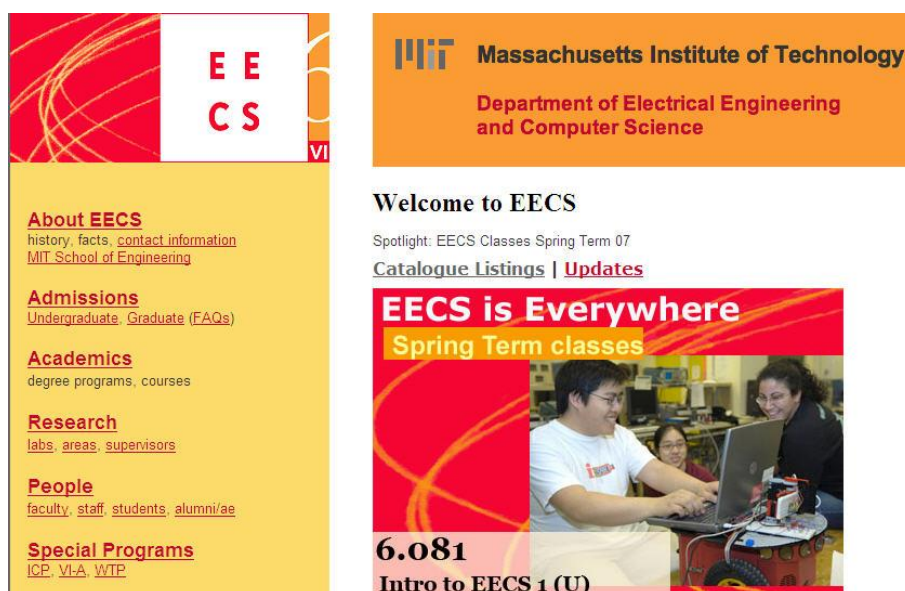 E E
C S
VI
About EECS
history, facts, contact information
MIT School of Engineering
Admissions
Undergraduate, Graduate (FAQs)
Academics
degree programs, courses
Research
labs, areas, supervisors
People
faculty, staff, students, alumni/ae
Special Programs
ICP, VI-A, WTP
MIT
Massachusetts Institute of Technology
Department of Electrical Engineering
and Computer Science
Welcome to EECS
Spotlight: EECS Classes Spring Term 07
Catalogue Listings | Updates
EECS is Everywhere
Spring Term classes
6.081
Intro to EECS 1 (U)